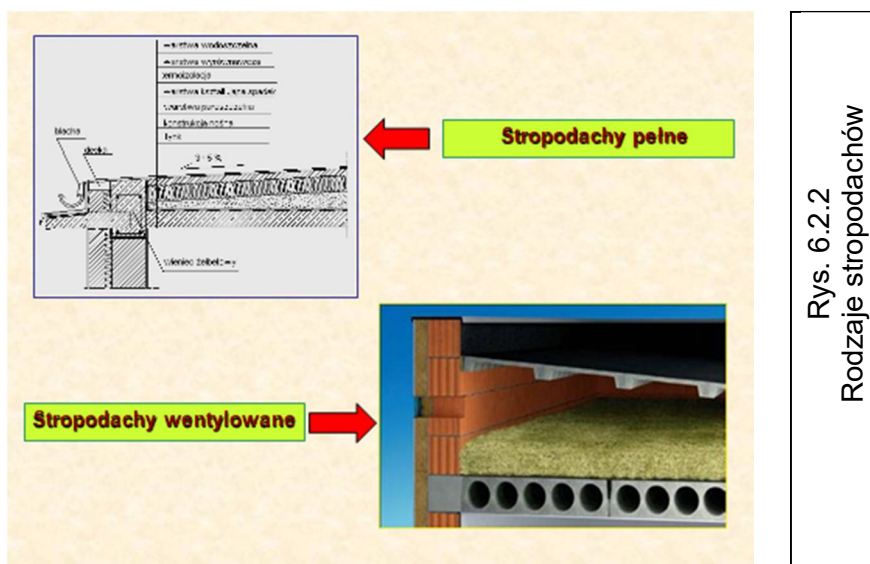 warstwa wodoszczelna
warstwa wyrównawcza
termoizolacja
warstwa
konstrukcja nośna
tynk
blacha
deska
wieniec żelbetowy
Stropodachy pełne
Stropodachy wentylowane
Rys. 6.2.2
Rodzaje stropodachów